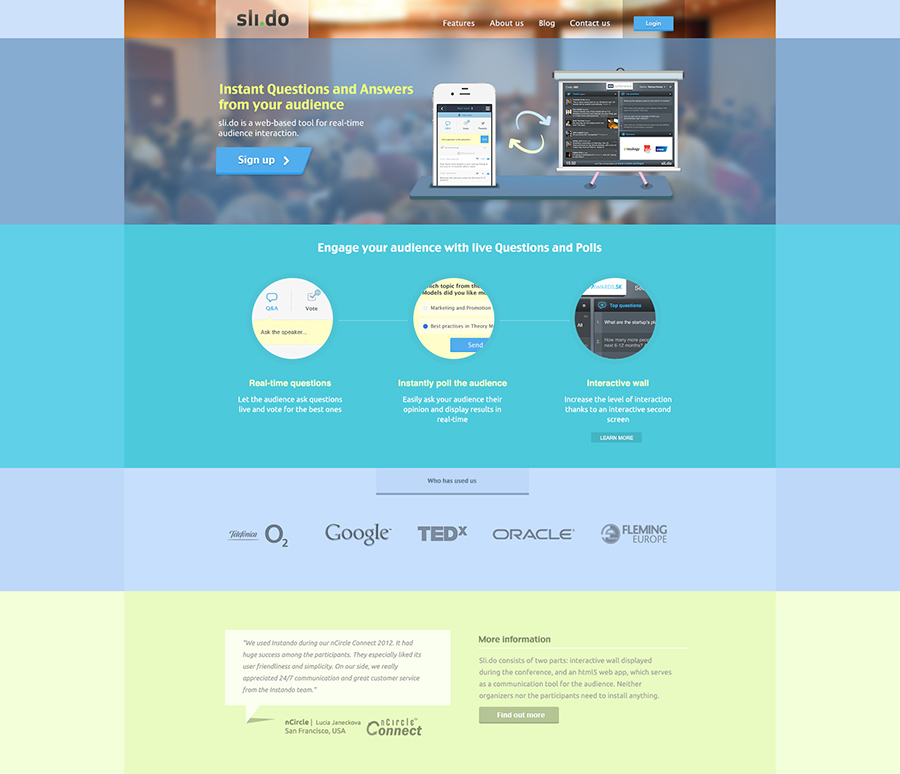 sli.do
Features About us Blog Contact us Login
Instant Questions and Answers
from your audience
sli.do is a web-based tool for real-time
audience interaction.
Sign up
sli.do
Engage your audience with live Questions and Polls
Q&A Vote
Ask the speaker...
which topic from the
Models did you like mo
Marketing and Promotion
Best practises in Theory M
Send
AWARDS.SK Se
Top questions
All
1 What are the startup's pl
2 How many more peop
next 6-12 months?
Real-time questions
Let the audience ask questions
live and vote for the best ones
Instantly poll the audience
Easily ask your audience their
opinion and display results in
real-time
Interactive wall
Increase the level of interaction
thanks to an interactive second
screen
LEARN MORE
Who has used us
Telefónica O2 Google TEDx ORACLE FLEMING
EUROPE
"We used Instando during our nCircle Connect 2012. It had
huge success among the participants. They especially liked its
user friendliness and simplicity. On our side, we really
appreciated 24/7 communication and great customer service
from the Instando team."
nCircle | Lucia Janeckova
San Francisco, USA
nCircle
Connect
More information
Sli.do consists of two parts: interactive wall displayed
during the conference, and an html5 web app, which serves
as a communication tool for the audience. Neither
organizers nor the participants need to install anything.
Find out more